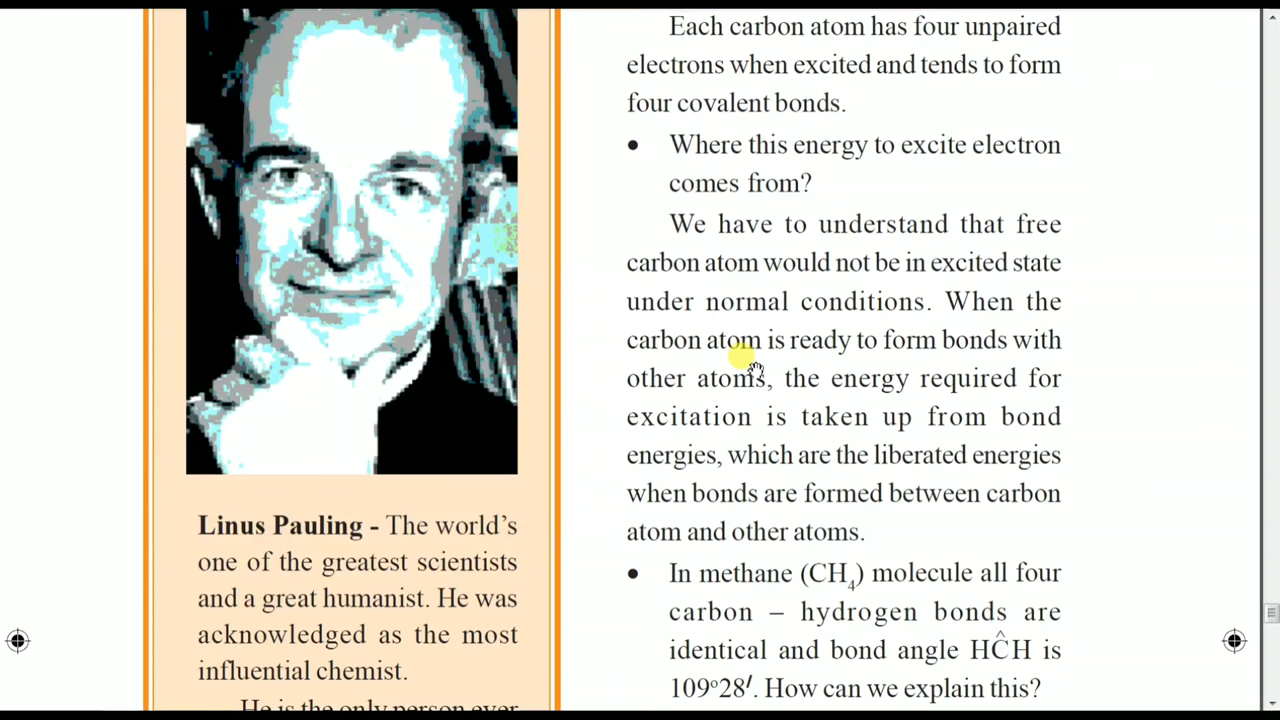 Linus Pauling - The world's
one of the greatest scientists
and a great humanist. He was
acknowledged as the most
influential chemist.
He is the only person ever
Each carbon atom has four unpaired
electrons when excited and tends to form
four covalent bonds.
• Where this energy to excite electron
comes from?
We have to understand that free
carbon atom would not be in excited state
under normal conditions. When the
carbon atom is ready to form bonds with
other atoms, the energy required for
excitation is taken up from bond
energies, which are the liberated energies
when bonds are formed between carbon
atom and other atoms.
• In methane (CH₄) molecule all four
carbon – hydrogen bonds are
identical and bond angle HĈH is
109°28′. How can we explain this?